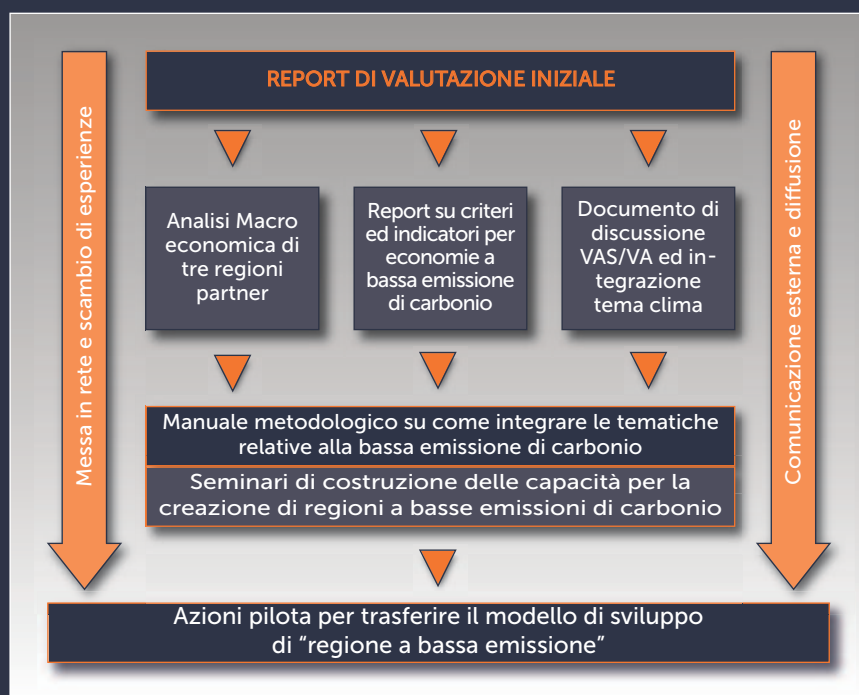 REPORT DI VALUTAZIONE INIZIALE
Messa in rete e scambio di esperienze
Analisi Macro
economica di
tre regioni
partner
Report su criteri
ed indicatori per
economie a
bassa emissione
di carbonio
Documento di
discussione
VAS/VA ed in-
tegrazione
tema clima
Comunicazione esterna e diffusione
Manuale metodologico su come integrare le tematiche
relative alla bassa emissione di carbonio
Seminari di costruzione delle capacità per la
creazione di regioni a basse emissioni di carbonio
Azioni pilota per trasferire il modello di sviluppo
di “regione a bassa emissione”